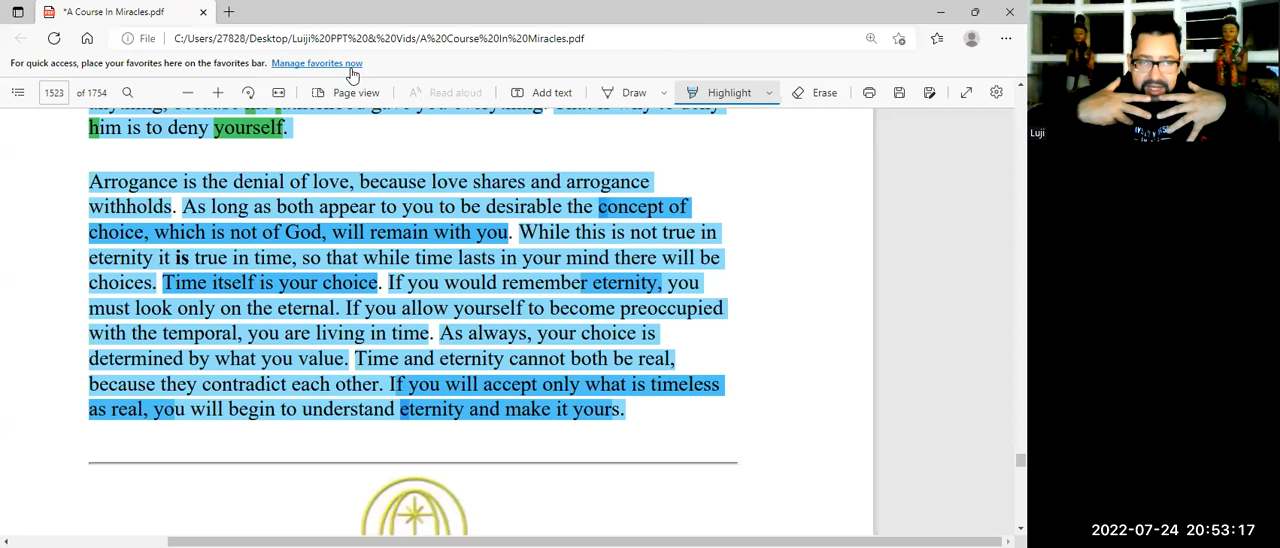 *A Course In Miracles.pdf
File
C:/Users/27828/Desktop/Luiji%20PPT%20&%20Vids/A%20Course%20In%20Miracles.pdf
For quick access, place your favorites here on the favorites bar. Manage favorites now
1523 of 1754
Page view
Read aloud
Add text
Draw
Highlight
Erase
him is to deny yourself.
Arrogance is the denial of love, because love shares and arrogance
withholds. As long as both appear to you to be desirable the concept of
choice, which is not of God, will remain with you. While this is not true in
eternity it is true in time, so that while time lasts in your mind there will be
choices. Time itself is your choice. If you would remember eternity, you
must look only on the eternal. If you allow yourself to become preoccupied
with the temporal, you are living in time. As always, your choice is
determined by what you value. Time and eternity cannot both be real,
because they contradict each other. If you will accept only what is timeless
as real, you will begin to understand eternity and make it yours.
Luji
2022-07-24 20:53:17